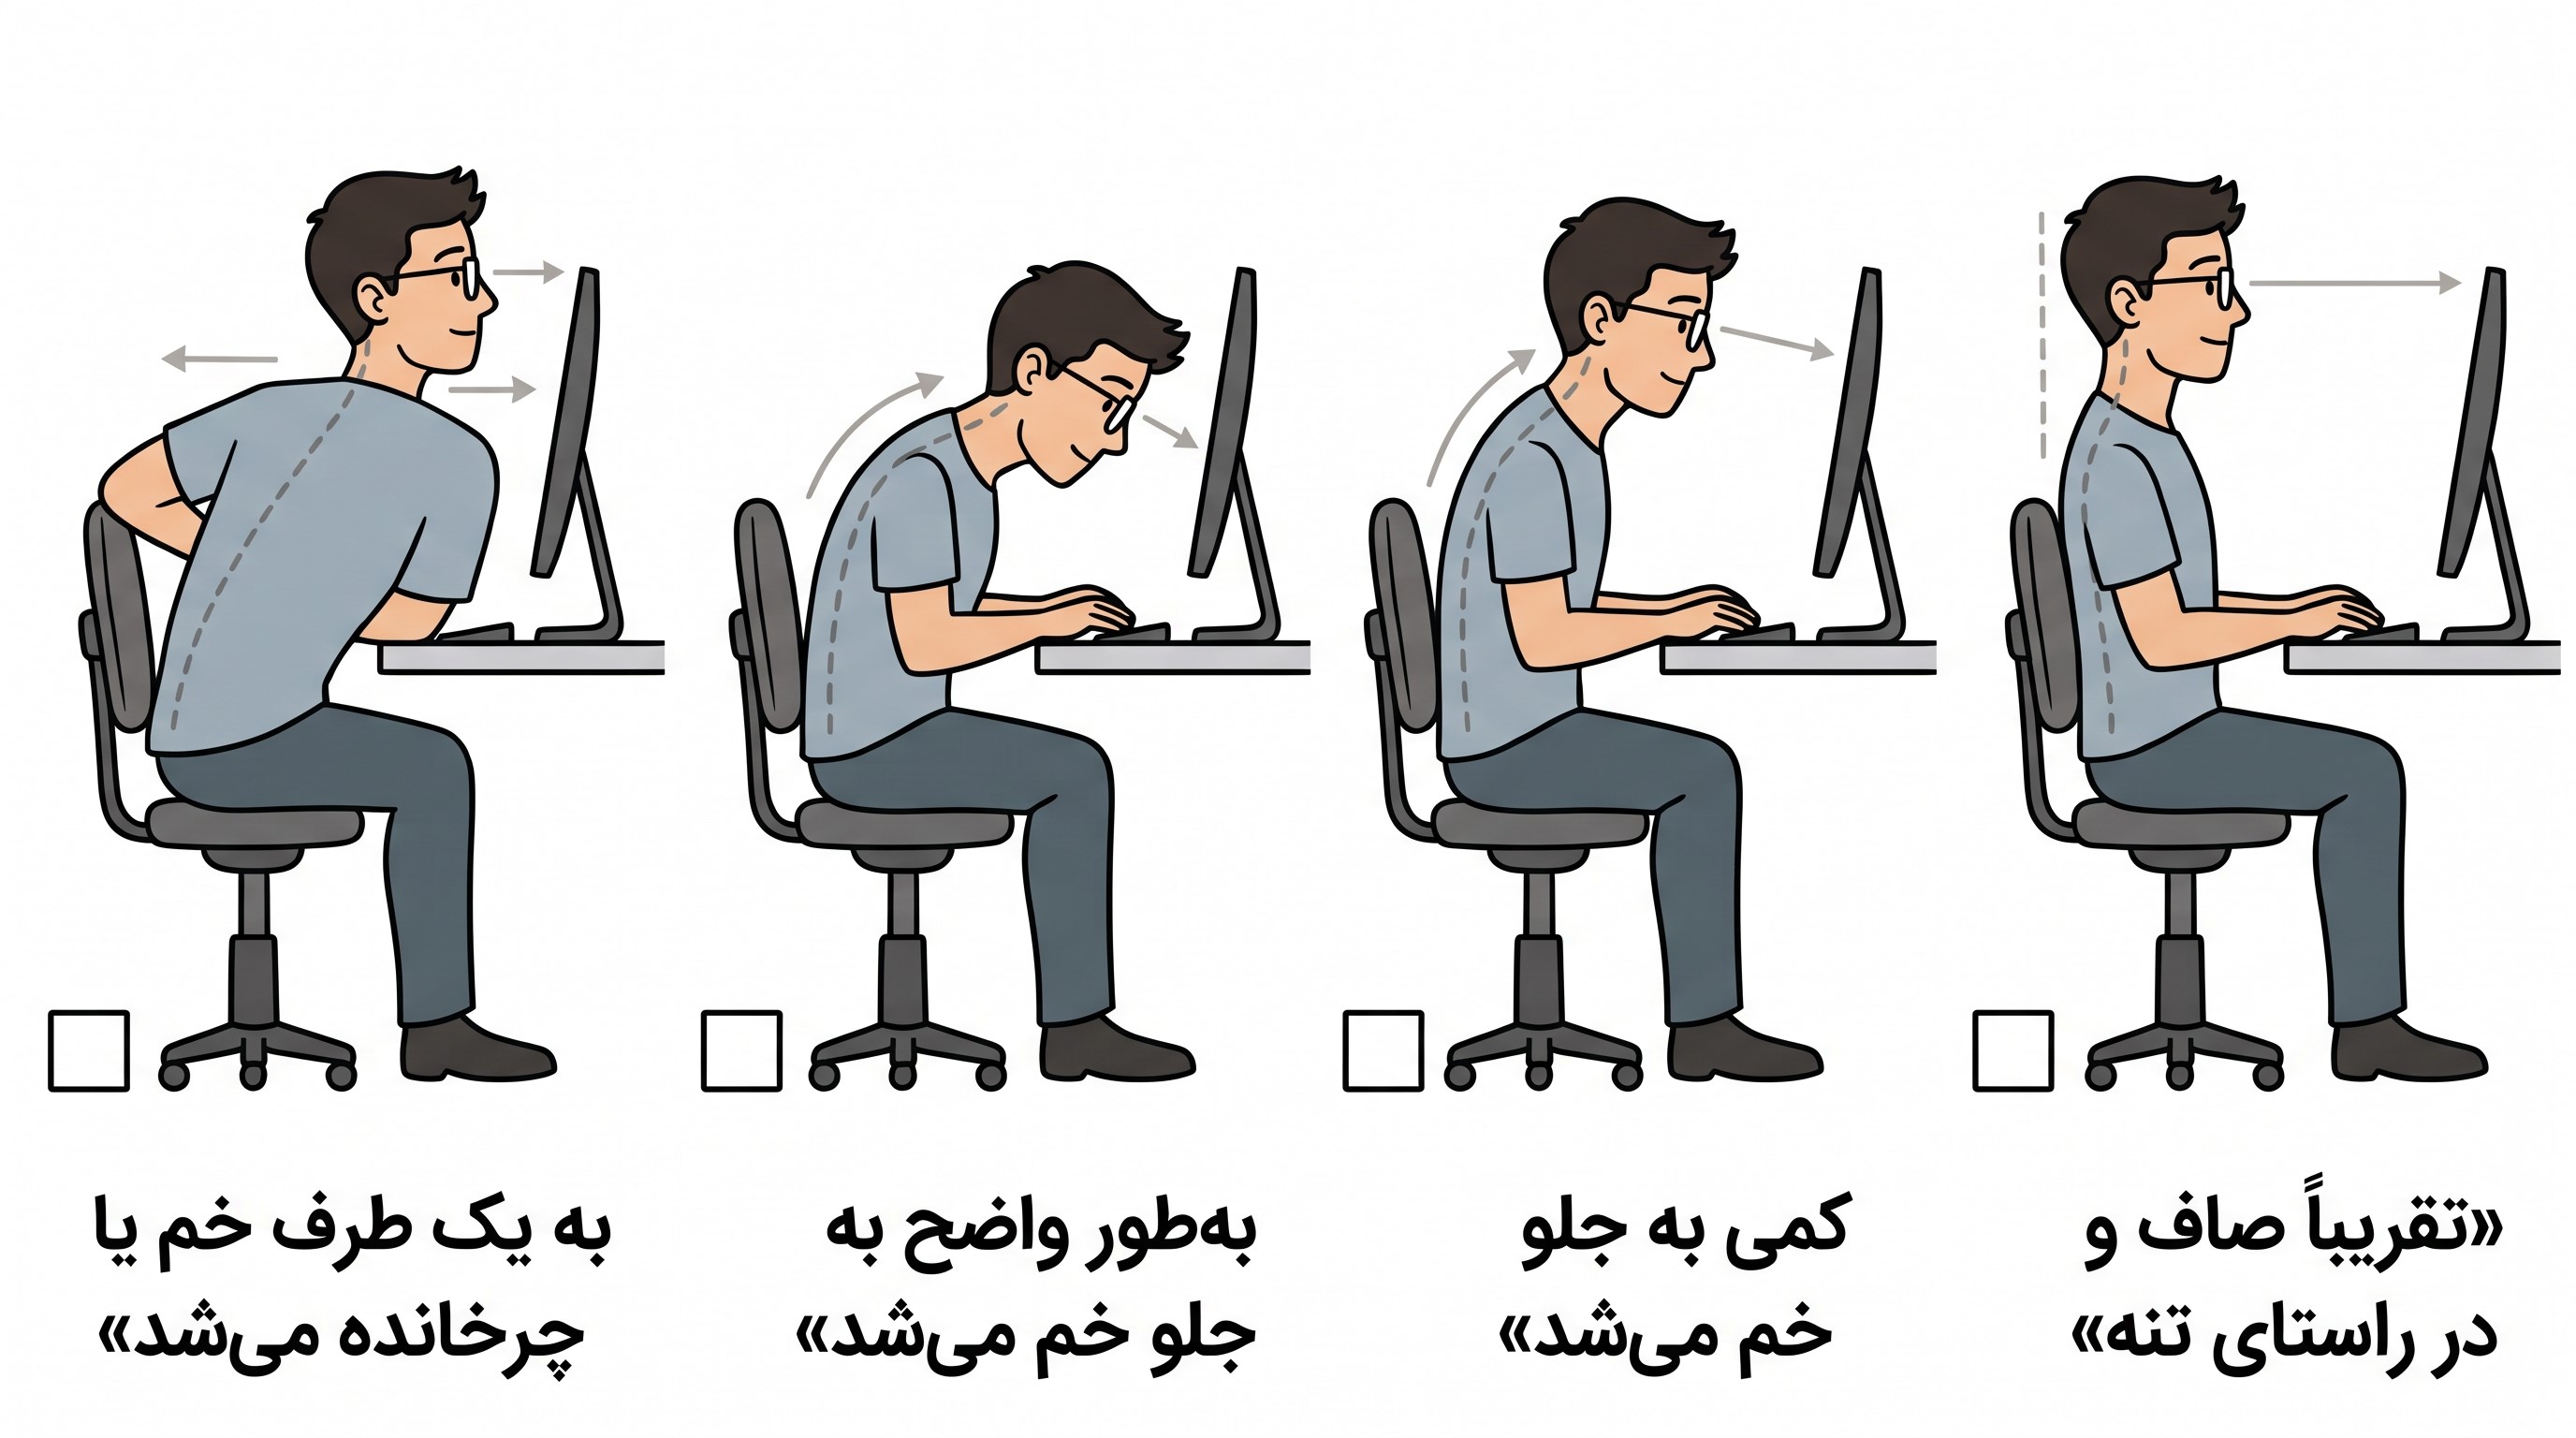 «تقریباً صاف و
در راستای تنه»
کمی به جلو
خم می‌شد»
به‌طور واضح به
جلو خم می‌شد»
به یک طرف خم یا
چرخانده می‌شد»